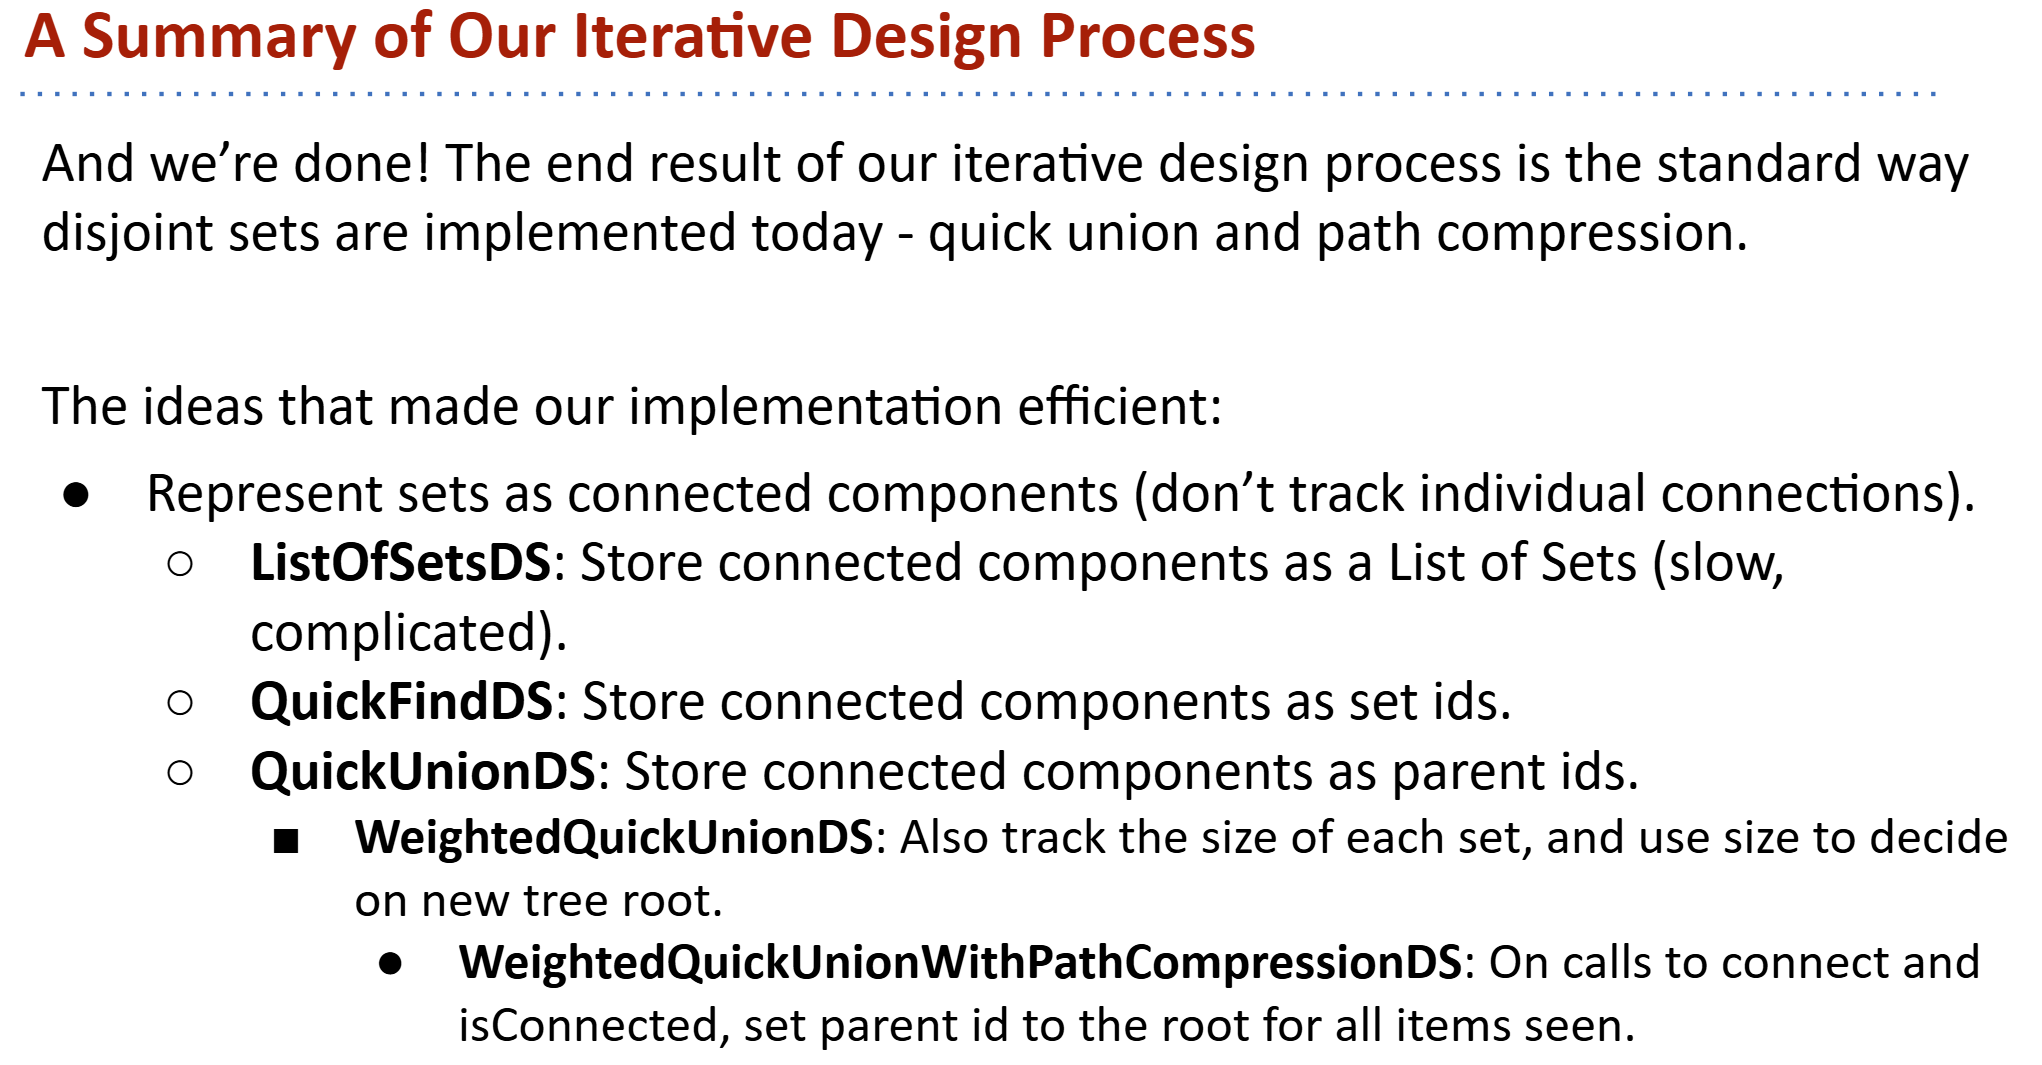 A Summary of Our Iterative Design Process
And we’re done! The end result of our iterative design process is the standard way
disjoint sets are implemented today - quick union and path compression.
The ideas that made our implementation efficient:
● Represent sets as connected components (don’t track individual connections).
○ ListOfSetsDS: Store connected components as a List of Sets (slow,
complicated).
○ QuickFindDS: Store connected components as set ids.
○ QuickUnionDS: Store connected components as parent ids.
■ WeightedQuickUnionDS: Also track the size of each set, and use size to decide
on new tree root.
● WeightedQuickUnionWithPathCompressionDS: On calls to connect and
isConnected, set parent id to the root for all items seen.